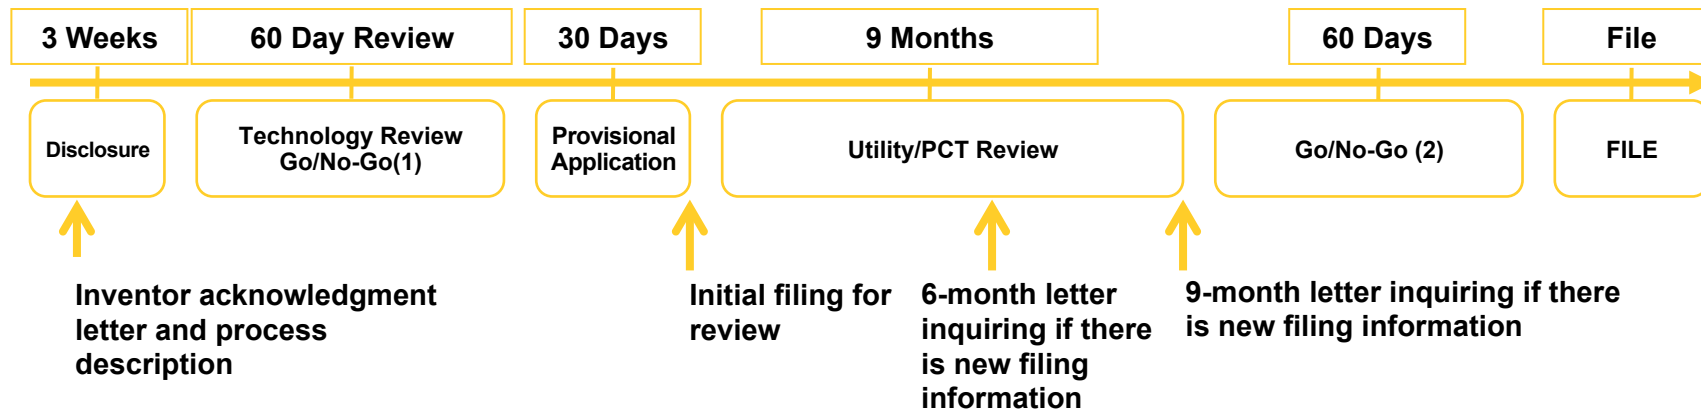 3 Weeks
60 Day Review
30 Days
9 Months
60 Days
File
Disclosure
Technology Review
Go/No-Go(1)
Provisional
Application
Utility/PCT Review
Go/No-Go (2)
FILE
Inventor acknowledgment
letter and process
description
Initial filing for
review
6-month letter
inquiring if there
is new filing
information
9-month letter inquiring if there
is new filing information